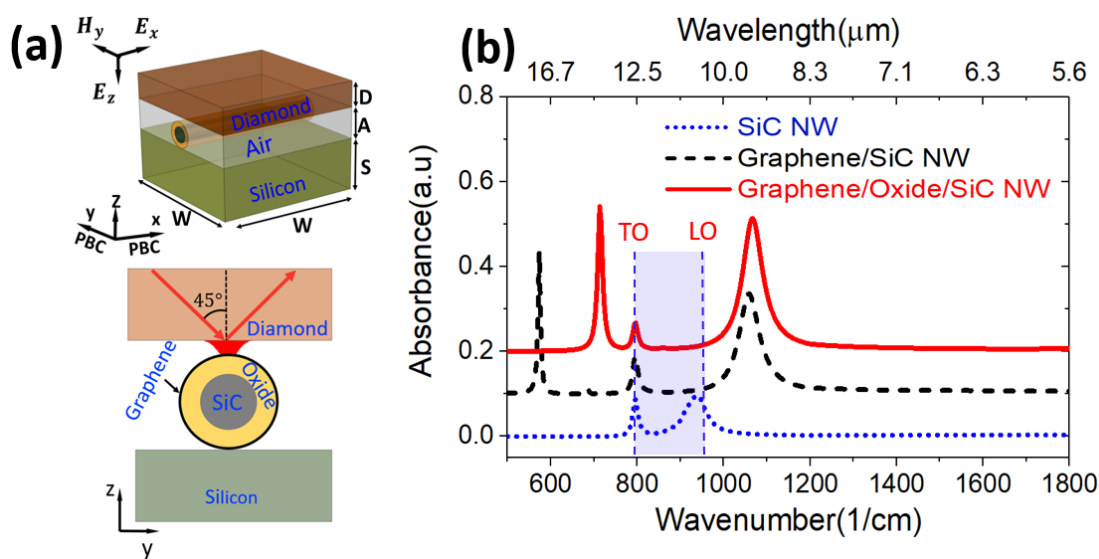 (a)
H_y
E_x
E_z
Diamond
Air
Silicon
D
A
S
W
W
y
z
x
PBC
PBC
45°
Diamond
Graphene
Oxide
SiC
Silicon
z
y
(b)
Wavelength(μm)
16.7 12.5 10.0 8.3 7.1 6.3 5.6
Absorbance(a.u)
0.8
0.6
0.4
0.2
0.0
SiC NW
Graphene/SiC NW
Graphene/Oxide/SiC NW
TO
LO
600 800 1000 1200 1400 1600 1800
Wavenumber(1/cm)